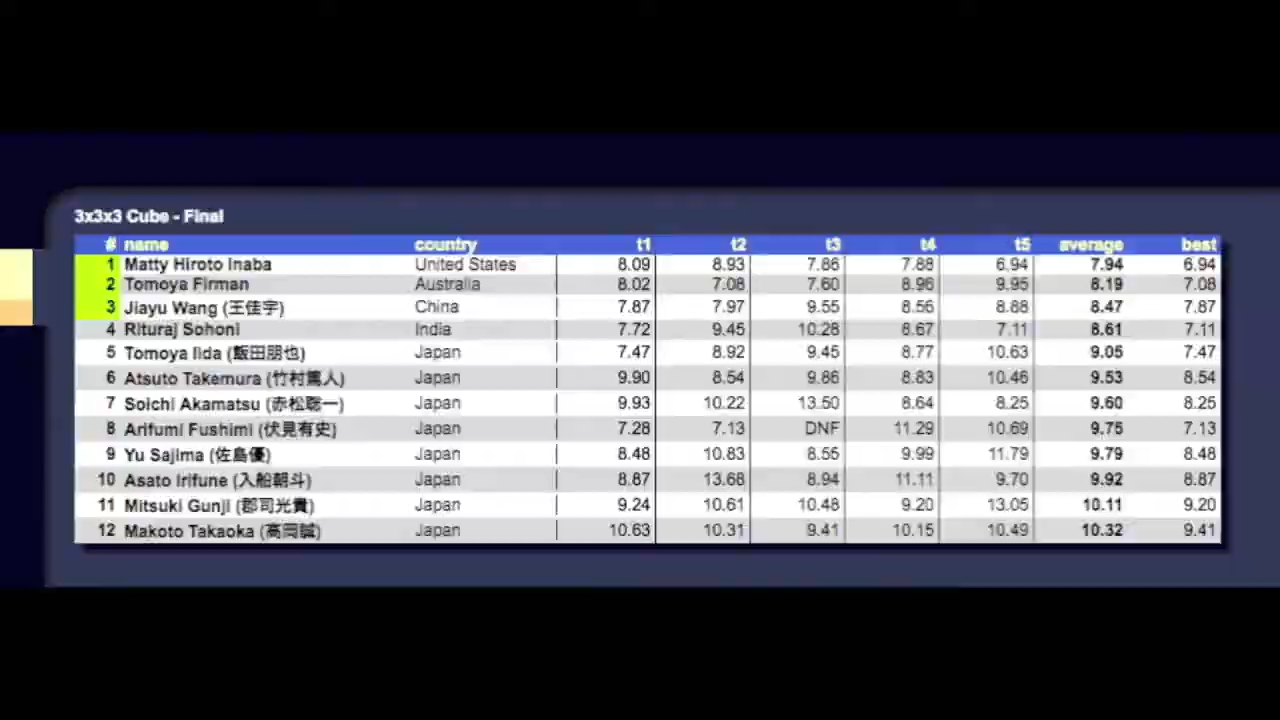 3x3x3 Cube - Final
# name country t1 t2 t3 t4 t5 average best
1 Matty Hiroto Inaba United States 8.09 8.93 7.86 7.88 6.94 7.94 6.94
2 Tomoya Firman Australia 8.02 7.08 7.60 8.96 9.95 8.19 7.08
3 Jiayu Wang (王佳宇) China 7.87 7.97 9.55 8.56 8.88 8.47 7.87
4 Rituraj Sohoni India 7.72 9.45 10.28 8.67 7.11 8.61 7.11
5 Tomoya Iida (飯田朋也) Japan 7.47 8.92 9.45 8.77 10.63 9.05 7.47
6 Atsuto Takemura (竹村篤人) Japan 9.90 8.54 9.86 8.83 10.46 9.53 8.54
7 Soichi Akamatsu (赤松聡一) Japan 9.93 10.22 13.50 8.64 8.25 9.60 8.25
8 Arifumi Fushimi (伏見有史) Japan 7.28 7.13 DNF 11.29 10.69 9.75 7.13
9 Yu Sajima (佐島優) Japan 8.48 10.83 8.55 9.99 11.79 9.79 8.48
10 Asato Irifune (入船朝斗) Japan 8.87 13.68 8.94 11.11 9.70 9.92 8.87
11 Mitsuki Gunji (郡司光貴) Japan 9.24 10.61 10.48 9.20 13.05 10.11 9.20
12 Makoto Takaoka (高岡誠) Japan 10.63 10.31 9.41 10.15 10.49 10.32 9.41